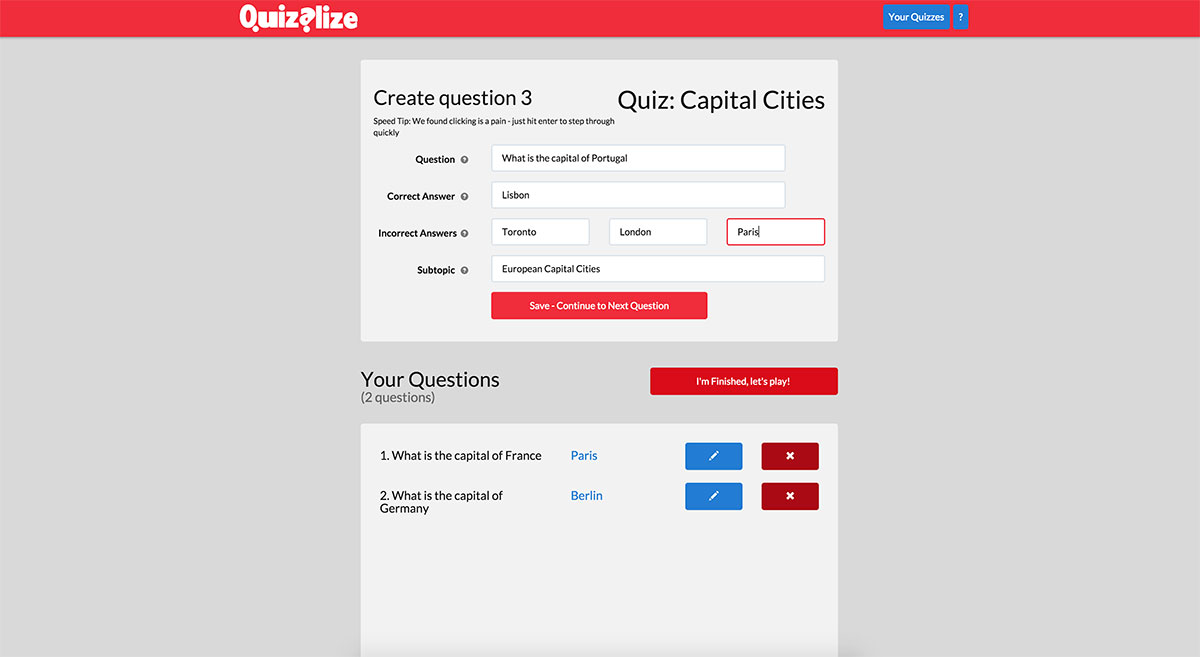 Quizalize
Your Quizzes
?
Create question 3
Quiz: Capital Cities
Speed Tip: We found clicking is a pain - just hit enter to step through
quickly
Question ?
What is the capital of Portugal
Correct Answer ?
Lisbon
Incorrect Answers ?
Toronto
London
Paris
Subtopic ?
European Capital Cities
Save - Continue to Next Question
Your Questions
(2 questions)
I'm Finished, let's play!
1. What is the capital of France
Paris
2. What is the capital of
Germany
Berlin